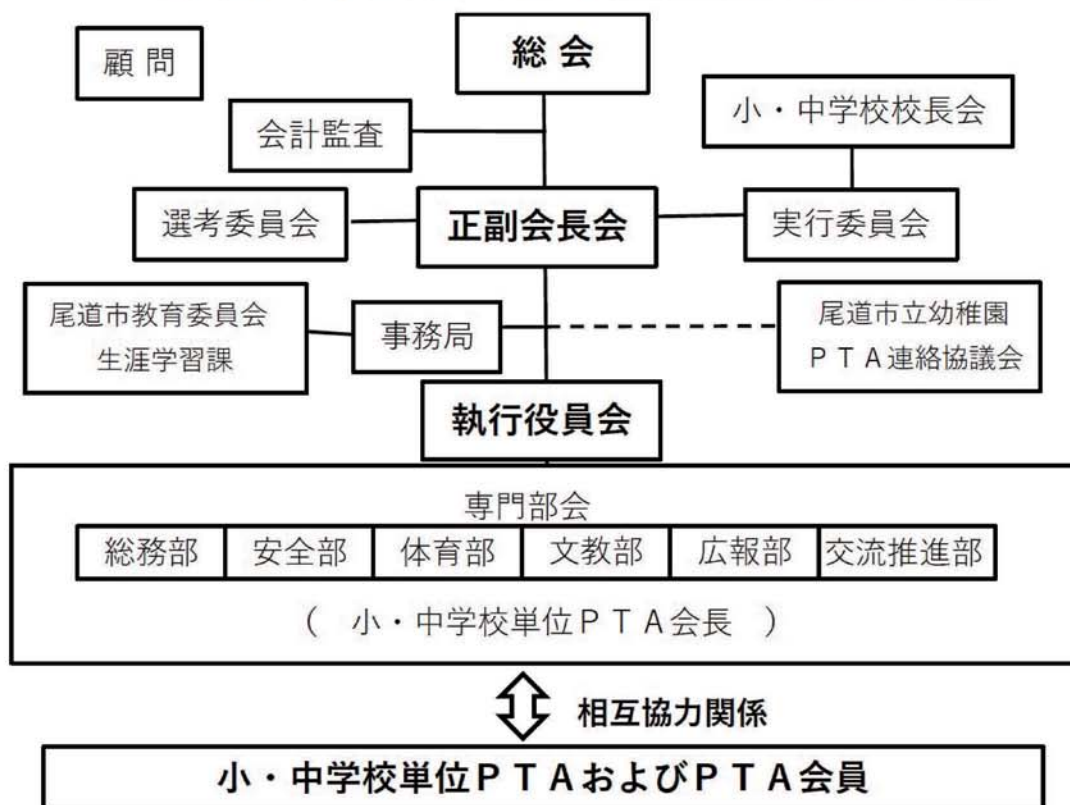 総会
顧問
小・中学校校長会
会計監査
選考委員会
正副会長会
実行委員会
尾道市教育委員会
生涯学習課
事務局
尾道市立幼稚園
ＰＴＡ連絡協議会
執行役員会
専門部会
総務部
安全部
体育部
文教部
広報部
交流推進部
（　小・中学校単位ＰＴＡ会長　）
相互協力関係
小・中学校単位ＰＴＡおよびＰＴＡ会員